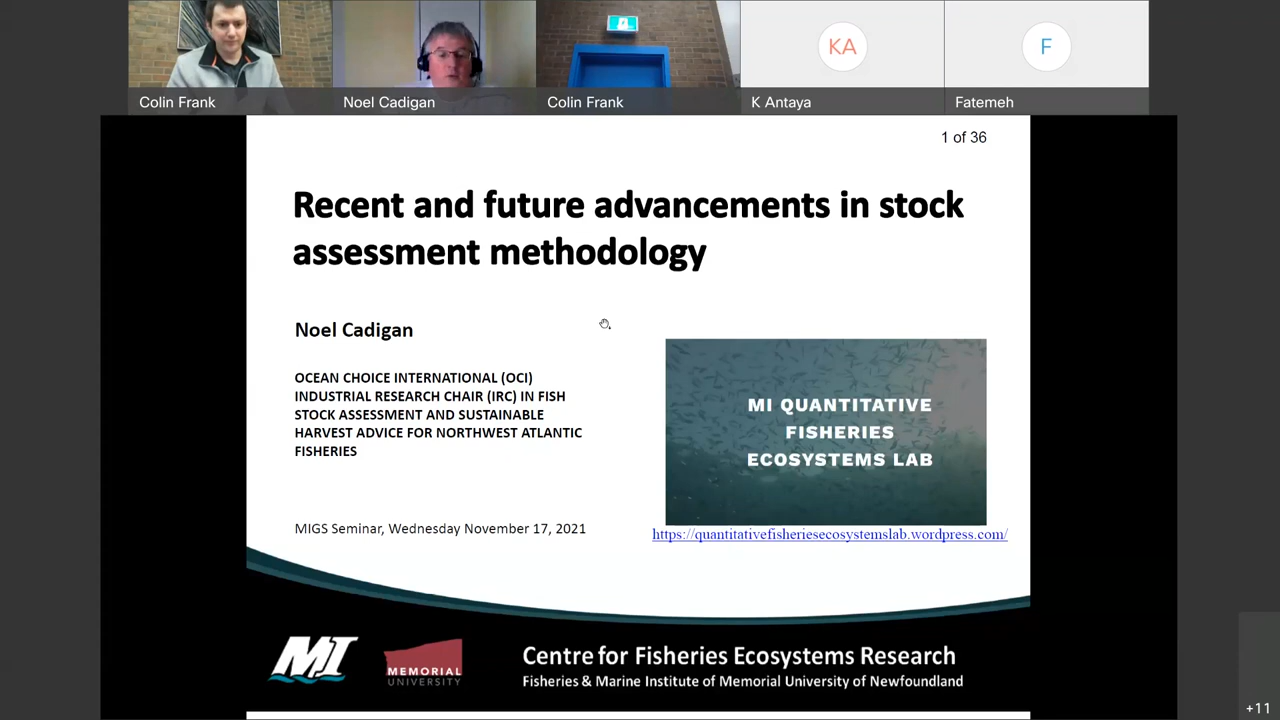 Colin Frank
Noel Cadigan
Colin Frank
KA
K Antaya
F
Fatemeh
1 of 36
Recent and future advancements in stock
assessment methodology
Noel Cadigan
OCEAN CHOICE INTERNATIONAL (OCI)
INDUSTRIAL RESEARCH CHAIR (IRC) IN FISH
STOCK ASSESSMENT AND SUSTAINABLE
HARVEST ADVICE FOR NORTHWEST ATLANTIC
FISHERIES
MI QUANTITATIVE
FISHERIES
ECOSYSTEMS LAB
MIGS Seminar, Wednesday November 17, 2021
https://quantitativefisheriesecosystemslab.wordpress.com/
MI
MEMORIAL
UNIVERSITY
Centre for Fisheries Ecosystems Research
Fisheries & Marine Institute of Memorial University of Newfoundland
+11